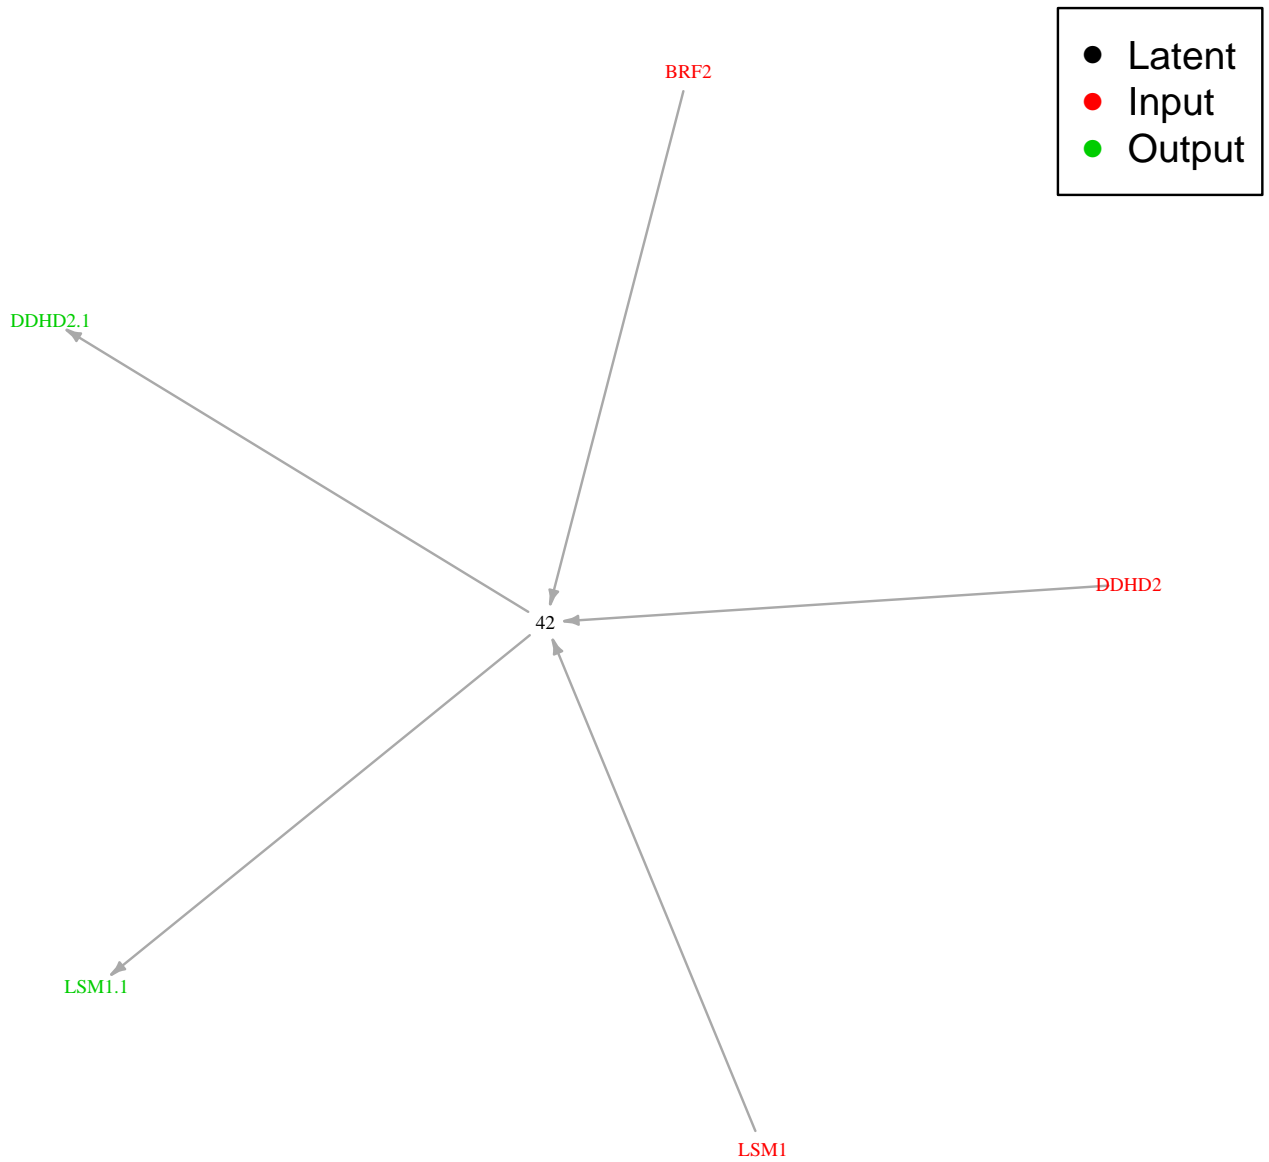 Latent
Input
Output
BRF2
DDHD2.1
DDHD2
42
LSM1.1
LSM1